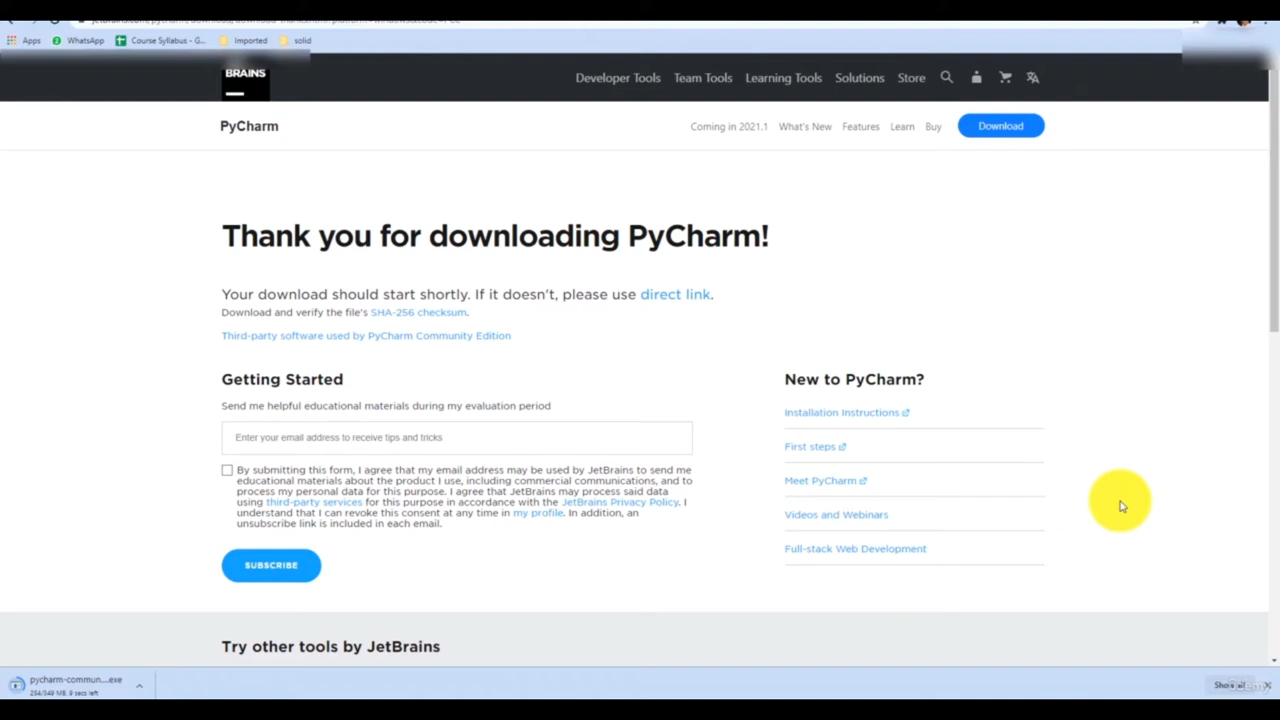 Apps WhatsApp Course Syllabus - G... Imported solid
BRAINS
Developer Tools Team Tools Learning Tools Solutions Store
PyCharm
Coming in 2021.1 What's New Features Learn Buy Download
Thank you for downloading PyCharm!
Your download should start shortly. If it doesn't, please use direct link.
Download and verify the file's SHA-256 checksum.
Third-party software used by PyCharm Community Edition
Getting Started
Send me helpful educational materials during my evaluation period
Enter your email address to receive tips and tricks
By submitting this form, I agree that my email address may be used by JetBrains to send me
educational materials about the product I use, including commercial communications, and to
process my personal data for this purpose. I agree that JetBrains may process said data
using third-party services for this purpose in accordance with the JetBrains Privacy Policy. I
understand that I can revoke this consent at any time in my profile. In addition, an
unsubscribe link is included in each email.
SUBSCRIBE
New to PyCharm?
Installation Instructions
First steps
Meet PyCharm
Videos and Webinars
Full-stack Web Development
Try other tools by JetBrains
pycharm-commun....exe
254/349 MB, 9 secs left